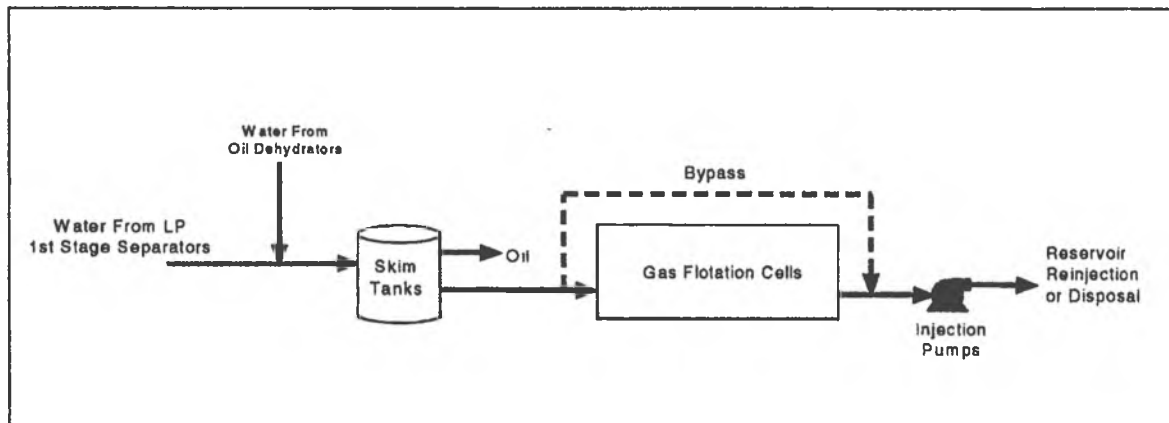 Water From
Oil Dehydrators
Bypass
Water From LP
1st Stage Separators
Skim
Tanks
Oil
Gas Flotation Cells
Reservoir
Reinjection
or Disposal
Injection
Pumps